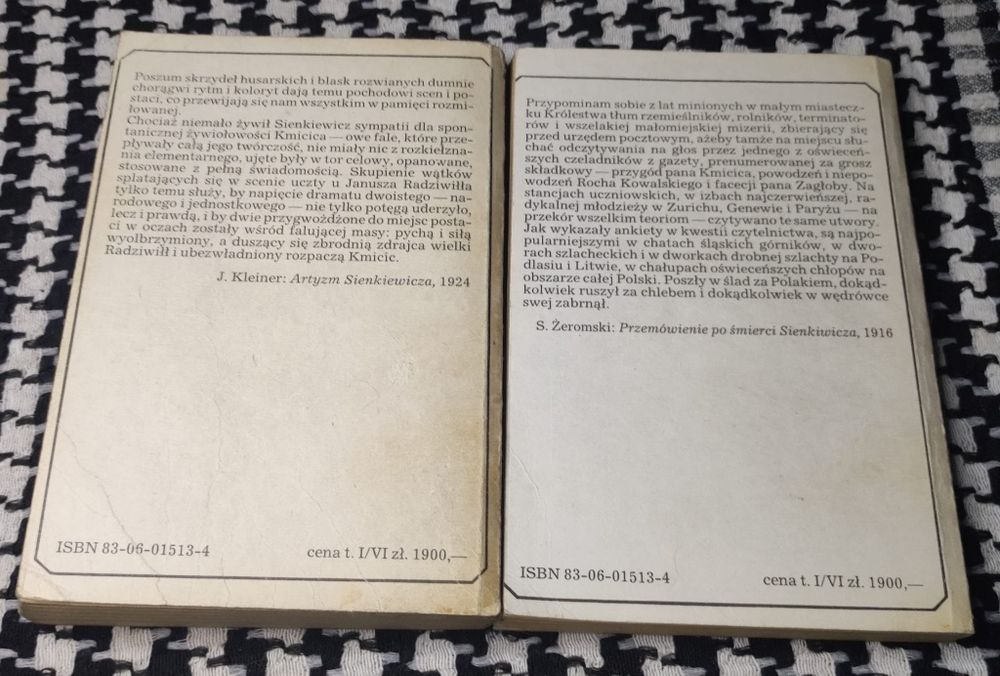 Poszum skrzydeł husarskich i blask rozwianych dumnie
chorągwi rytm i koloryt dają temu pochodowi scen i po-
staci, co przewijają się nam wszystkim w pamięci rozmi-
łowanej.
Chociaż niemało żywił Sienkiewicz sympatii dla spon-
tanicznej żywiołowości Kmicica — owe fale, które prze-
pływały całą jego twórczość, nie miały nic z rozkiełzna-
nia elementarnego, ujęte były w tor celowy, opanowane,
stosowane z pełną świadomością. Skupienie wątków
splatających się w scenie uczty u Janusza Radziwiłła
tylko temu służy, by napięcie dramatu dwoistego — na-
rodowego i jednostkowego — nie tylko potęgą uderzyło,
lecz i prawdą, i by dwie przygwożdżone do miejsc posta-
ci w oczach zostały wśród falującej masy: pychą i siłą
wyolbrzymiony, a duszący się zbrodnią zdrajca wielki
Radziwiłł i ubezwładniony rozpaczą Kmicic.
J. Kleiner: Artyzm Sienkiewicza, 1924
ISBN 83-06-01513-4
cena t. I/VI zł. 1900,—
Przypominam sobie z lat minionych w małym miastecz-
ku Królestwa tłum rzemieślników, rolników, terminato-
rów i wszelakiej małomiejskiej mizerii, zbierający się
przed urzędem pocztowym, ażeby tamże na miejscu słu-
chać odczytywania na głos przez jednego z oświeceń-
szych czeladników z gazety, prenumerowanej za grosz
składkowy — przygód pana Kmicica, powodzeń i niepo-
wodzeń Rocha Kowalskiego i facecji pana Zagłoby. Na
stancjach uczniowskich, w izbach najczerwieńszej, ra-
dykalnej młodzieży w Zurichu, Genewie i Paryżu — na
przekór wszelkim teoriom — czytywano te same utwory.
Jak wykazały ankiety w kwestii czytelnictwa, są najpo-
pularniejszymi w chatach śląskich górników, w dwo-
rach szlacheckich i w dworkach drobnej szlachty na Po-
dlasiu i Litwie, w chałupach oświeceńszych chłopów na
obszarze całej Polski. Poszły w ślad za Polakiem, dokąd-
kolwiek ruszył za chlebem i dokądkolwiek w wędrówce
swej zabrnął.
S. Żeromski: Przemówienie po śmierci Sienkiwicza, 1916
ISBN 83-06-01513-4
cena t. I/VI zł. 1900,—